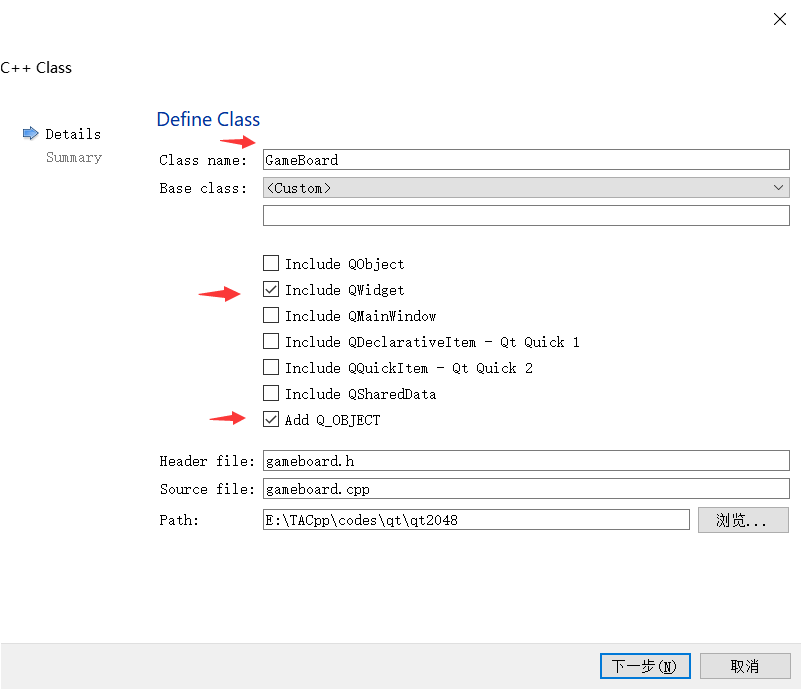 C++ Class
Details
Summary
Define Class
Class name: GameBoard
Base class: <Custom>
Include QObject
Include QWidget
Include QMainWindow
Include QDeclarativeItem - Qt Quick 1
Include QQuickItem - Qt Quick 2
Include QSharedData
Add Q_OBJECT
Header file: gameboard.h
Source file: gameboard.cpp
Path: E:\TACpp\codes\qt\qt2048 浏览...
下一步(N) 取消